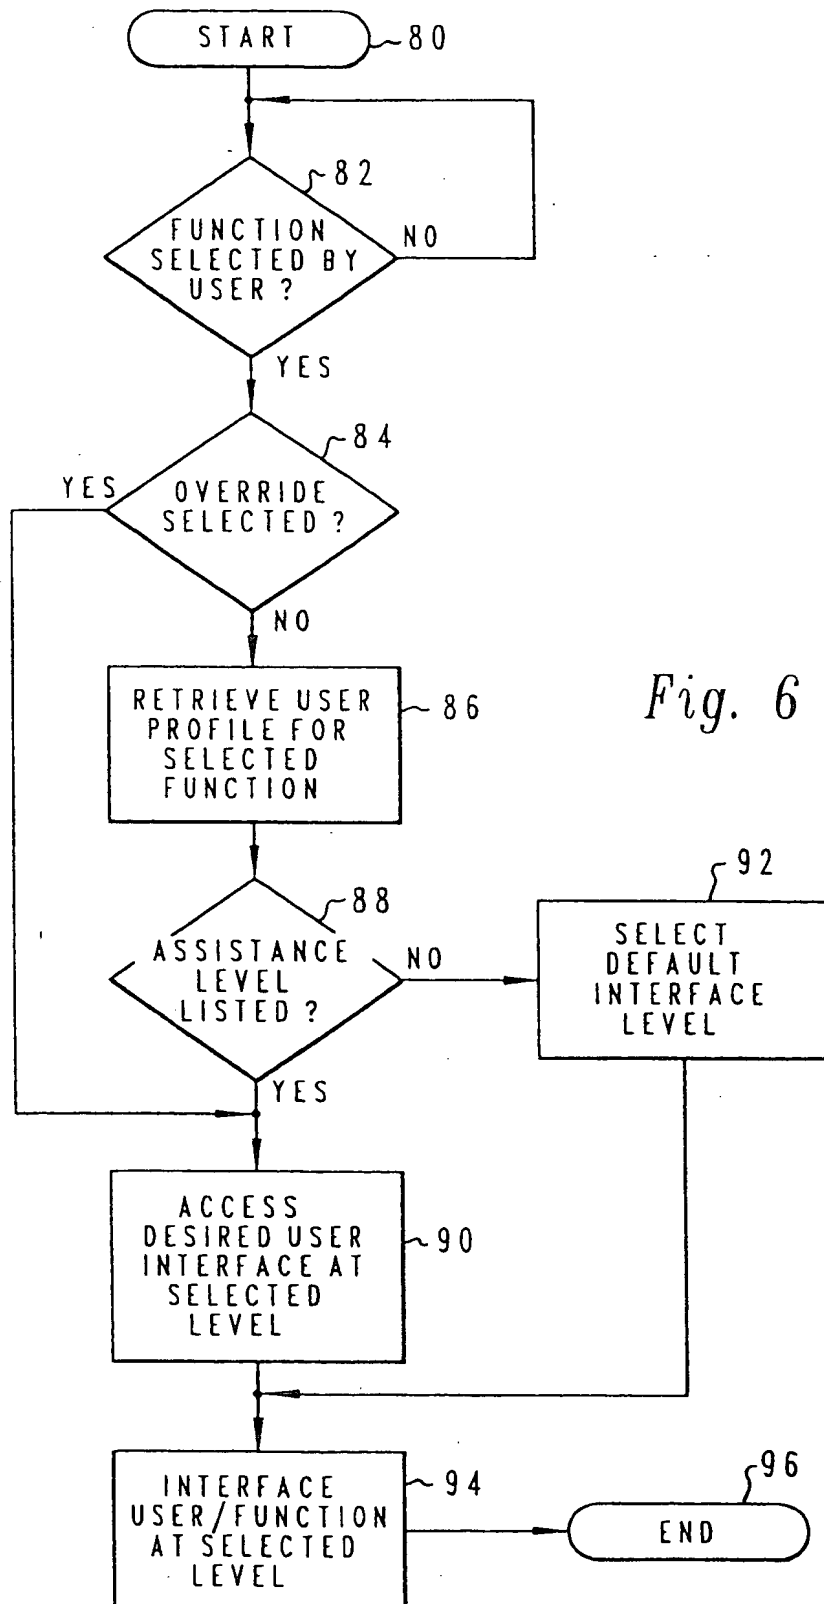 START
80
82
FUNCTION
SELECTED BY
USER ?
NO
YES
84
YES
OVERRIDE
SELECTED ?
NO
RETRIEVE USER
PROFILE FOR
SELECTED
FUNCTION
86
Fig. 6
88
ASSISTANCE
LEVEL
LISTED ?
NO
92
SELECT
DEFAULT
INTERFACE
LEVEL
YES
ACCESS
DESIRED USER
INTERFACE AT
SELECTED
LEVEL
90
INTERFACE
USER/FUNCTION
AT SELECTED
LEVEL
94
96
END